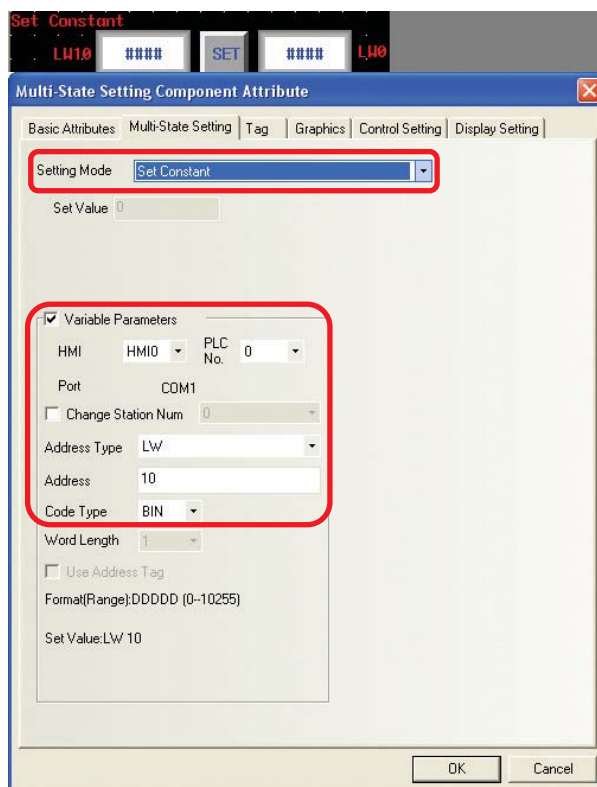 Set Constant
LW10 #### SET #### LW0
Multi-State Setting Component Attribute
Basic Attributes Multi-State Setting Tag Graphics Control Setting Display Setting
Setting Mode Set Constant
Set Value 0
Variable Parameters
HMI HMI0 PLC No. 0
Port COM1
Change Station Num 0
Address Type LW
Address 10
Code Type BIN
Word Length 1
Use Address Tag
Format(Range):DDDDD (0--10255)
Set Value:LW 10
OK Cancel